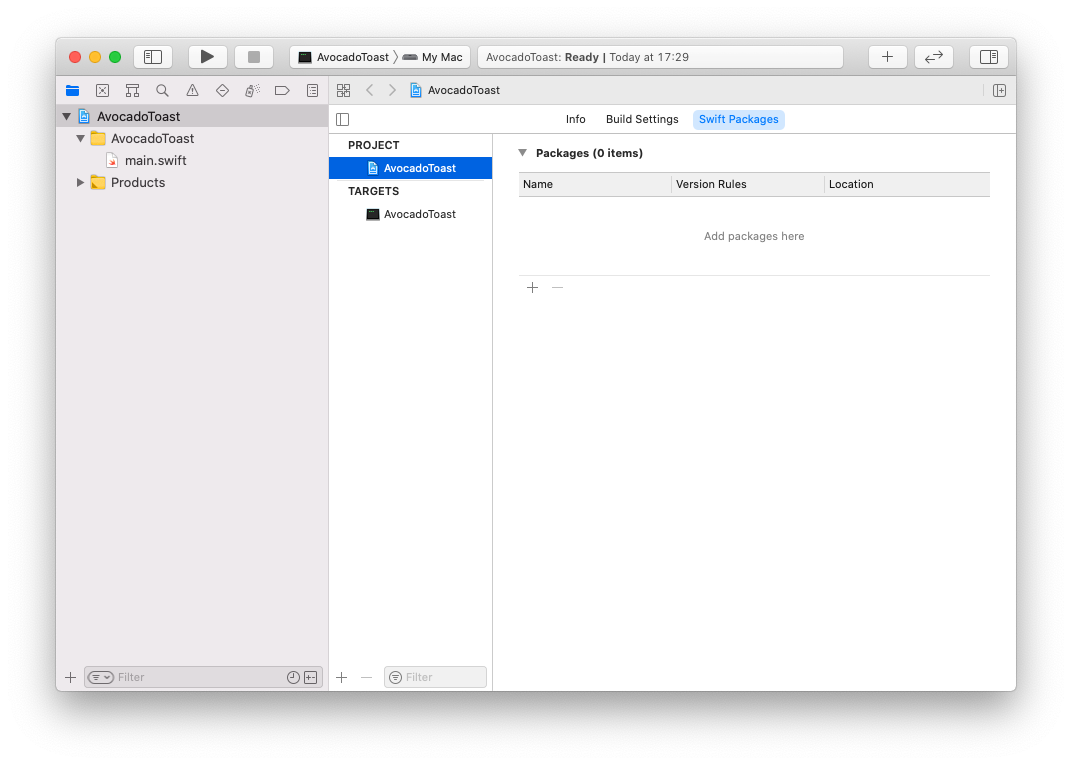 AvocadoToast 〉 My Mac
AvocadoToast: Ready | Today at 17:29
AvocadoToast
AvocadoToast
main.swift
Products
Filter
AvocadoToast
Info Build Settings Swift Packages
PROJECT
AvocadoToast
TARGETS
AvocadoToast
Filter
Packages (0 items)
Name Version Rules Location
Add packages here